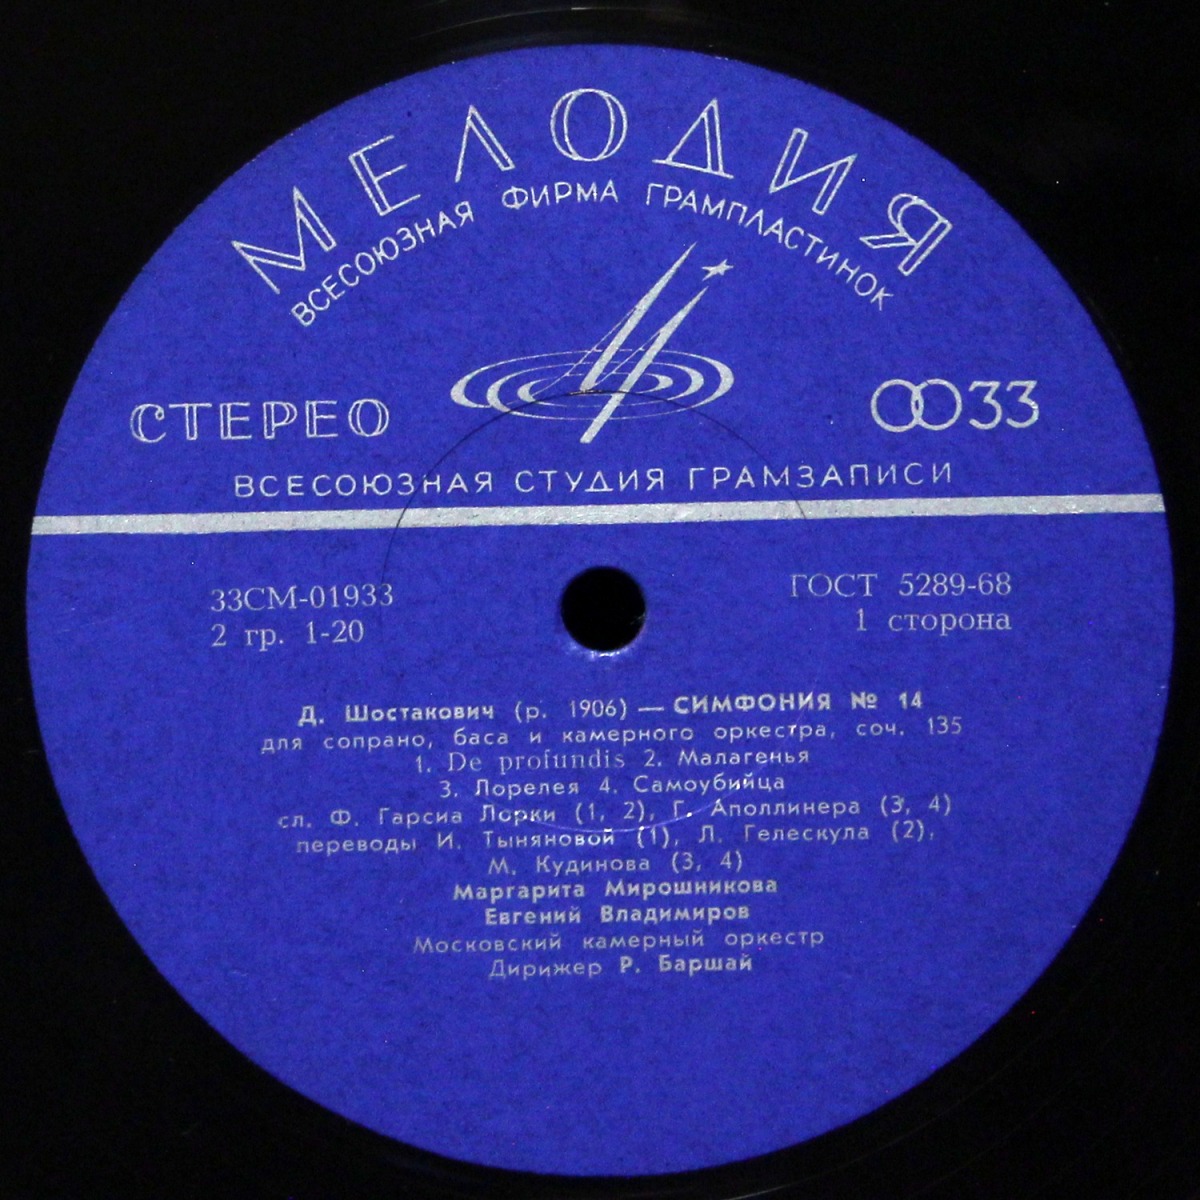 МЕЛОДИЯ
ВСЕСОЮЗНАЯ ФИРМА ГРАМПЛАСТИНОК
СТЕРЕО
33
ВСЕСОЮЗНАЯ СТУДИЯ ГРАМЗАПИСИ
33СМ-01933
ГОСТ 5289-68
2 гр. 1-20
1 сторона
Д. Шостакович (р. 1906) — СИМФОНИЯ № 14
для сопрано, баса и камерного оркестра, соч. 135
1. De profundis 2. Малагенья
3. Лорелея 4. Самоубийца
сл. Ф. Гарсиа Лорки (1, 2), Г. Аполлинера (3, 4)
переводы И. Тыняновой (1), Л. Гелескула (2),
М. Кудинова (3, 4)
Маргарита Мирошникова
Евгений Владимиров
Московский камерный оркестр
Дирижер Р. Баршай